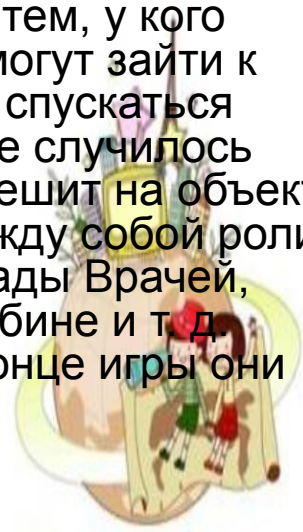 тем, у кого
могут зайти к
спускаться
е случилось
ешит на объект
жду собой роли
ады Врачей,
бине и т. д.
онце игры они